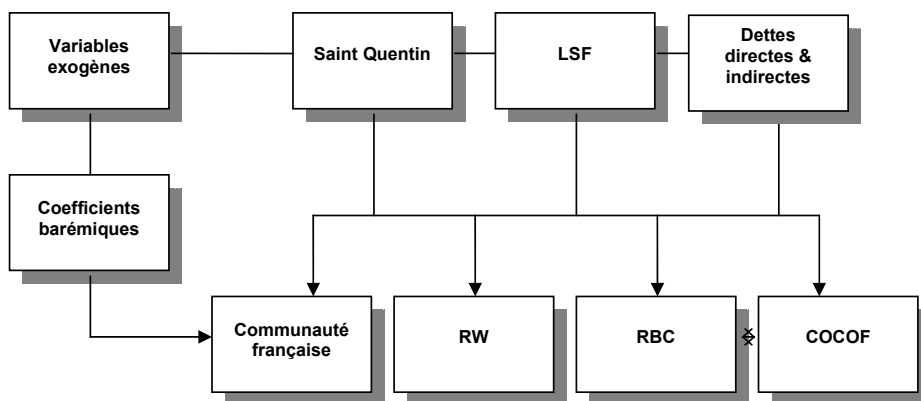 Variables
exogènes
Saint Quentin
LSF
Dettes
directes &
indirectes
Coefficients
barémiques
Communauté
française
RW
RBC
COCOF